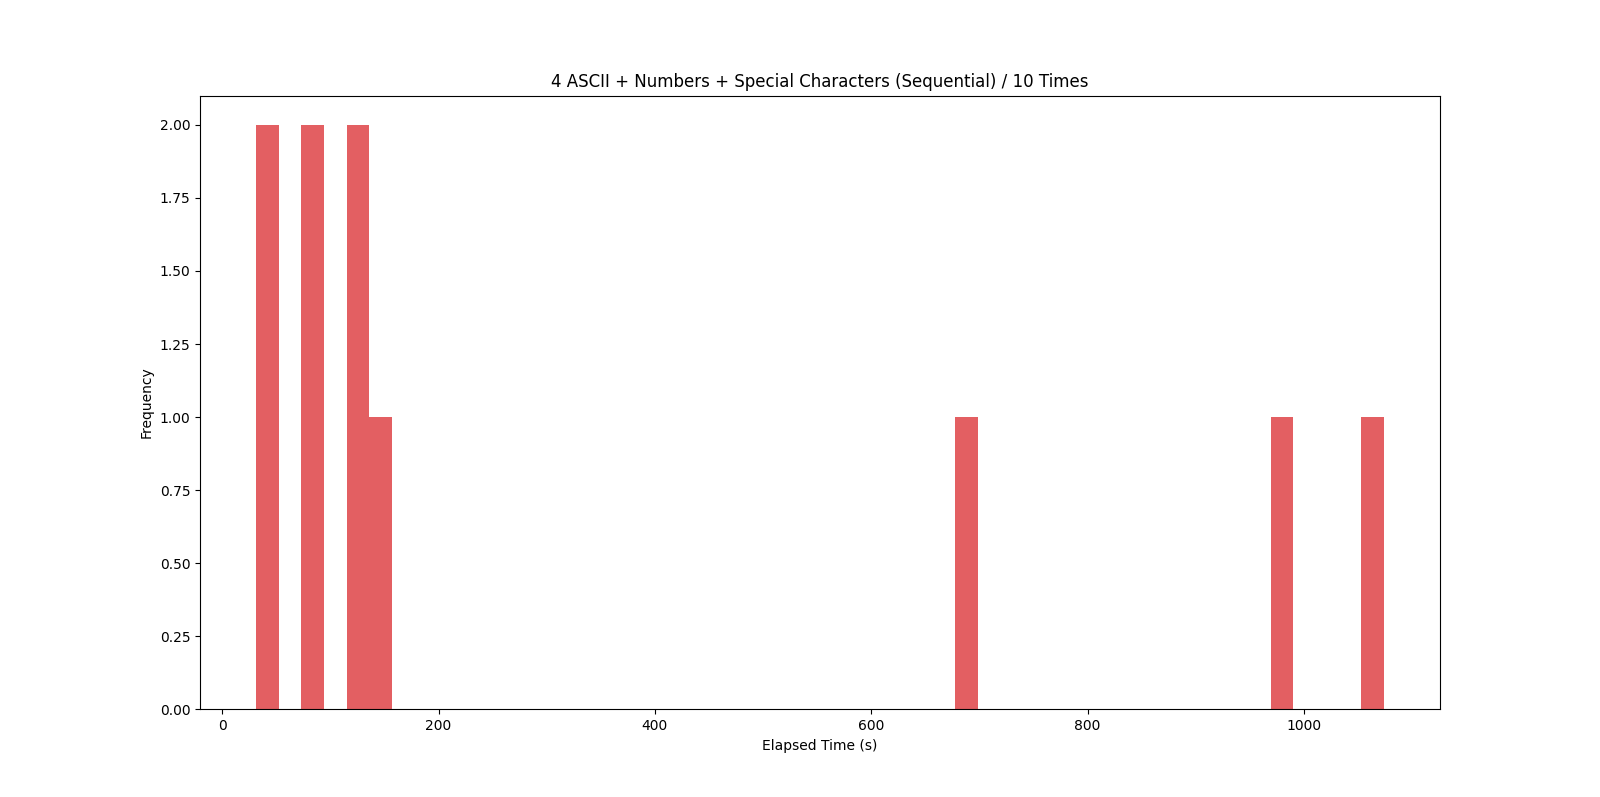 4 ASCII + Numbers + Special Characters (Sequential) / 10 Times
2.00
1.75
1.50
1.25
1.00
0.75
0.50
0.25
0.00
Frequency
0 200 400 600 800 1000
Elapsed Time (s)